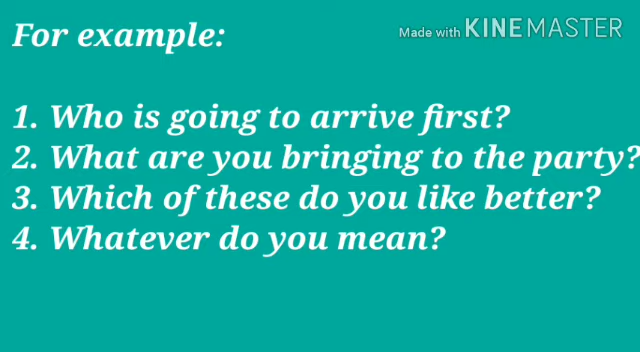 For example:
Made with KINEMASTER
1. Who is going to arrive first?
2. What are you bringing to the party?
3. Which of these do you like better?
4. Whatever do you mean?